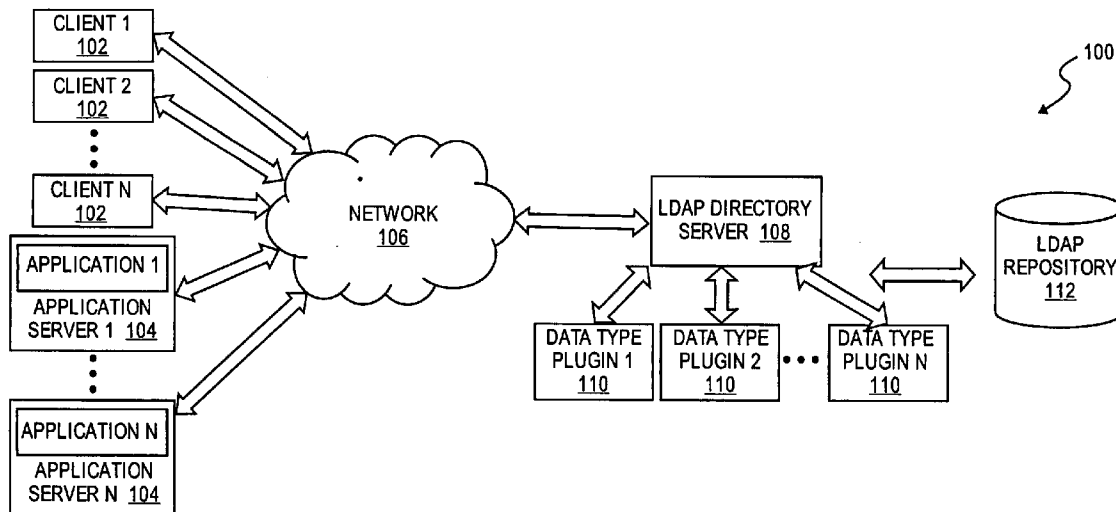 CLIENT 1
102
CLIENT 2
102
CLIENT N
102
APPLICATION 1
APPLICATION
SERVER 1 104
APPLICATION N
APPLICATION
SERVER N 104
NETWORK
106
LDAP DIRECTORY
SERVER 108
DATA TYPE
PLUGIN 1
110
DATA TYPE
PLUGIN 2
110
DATA TYPE
PLUGIN N
110
100
LDAP
REPOSITORY
112